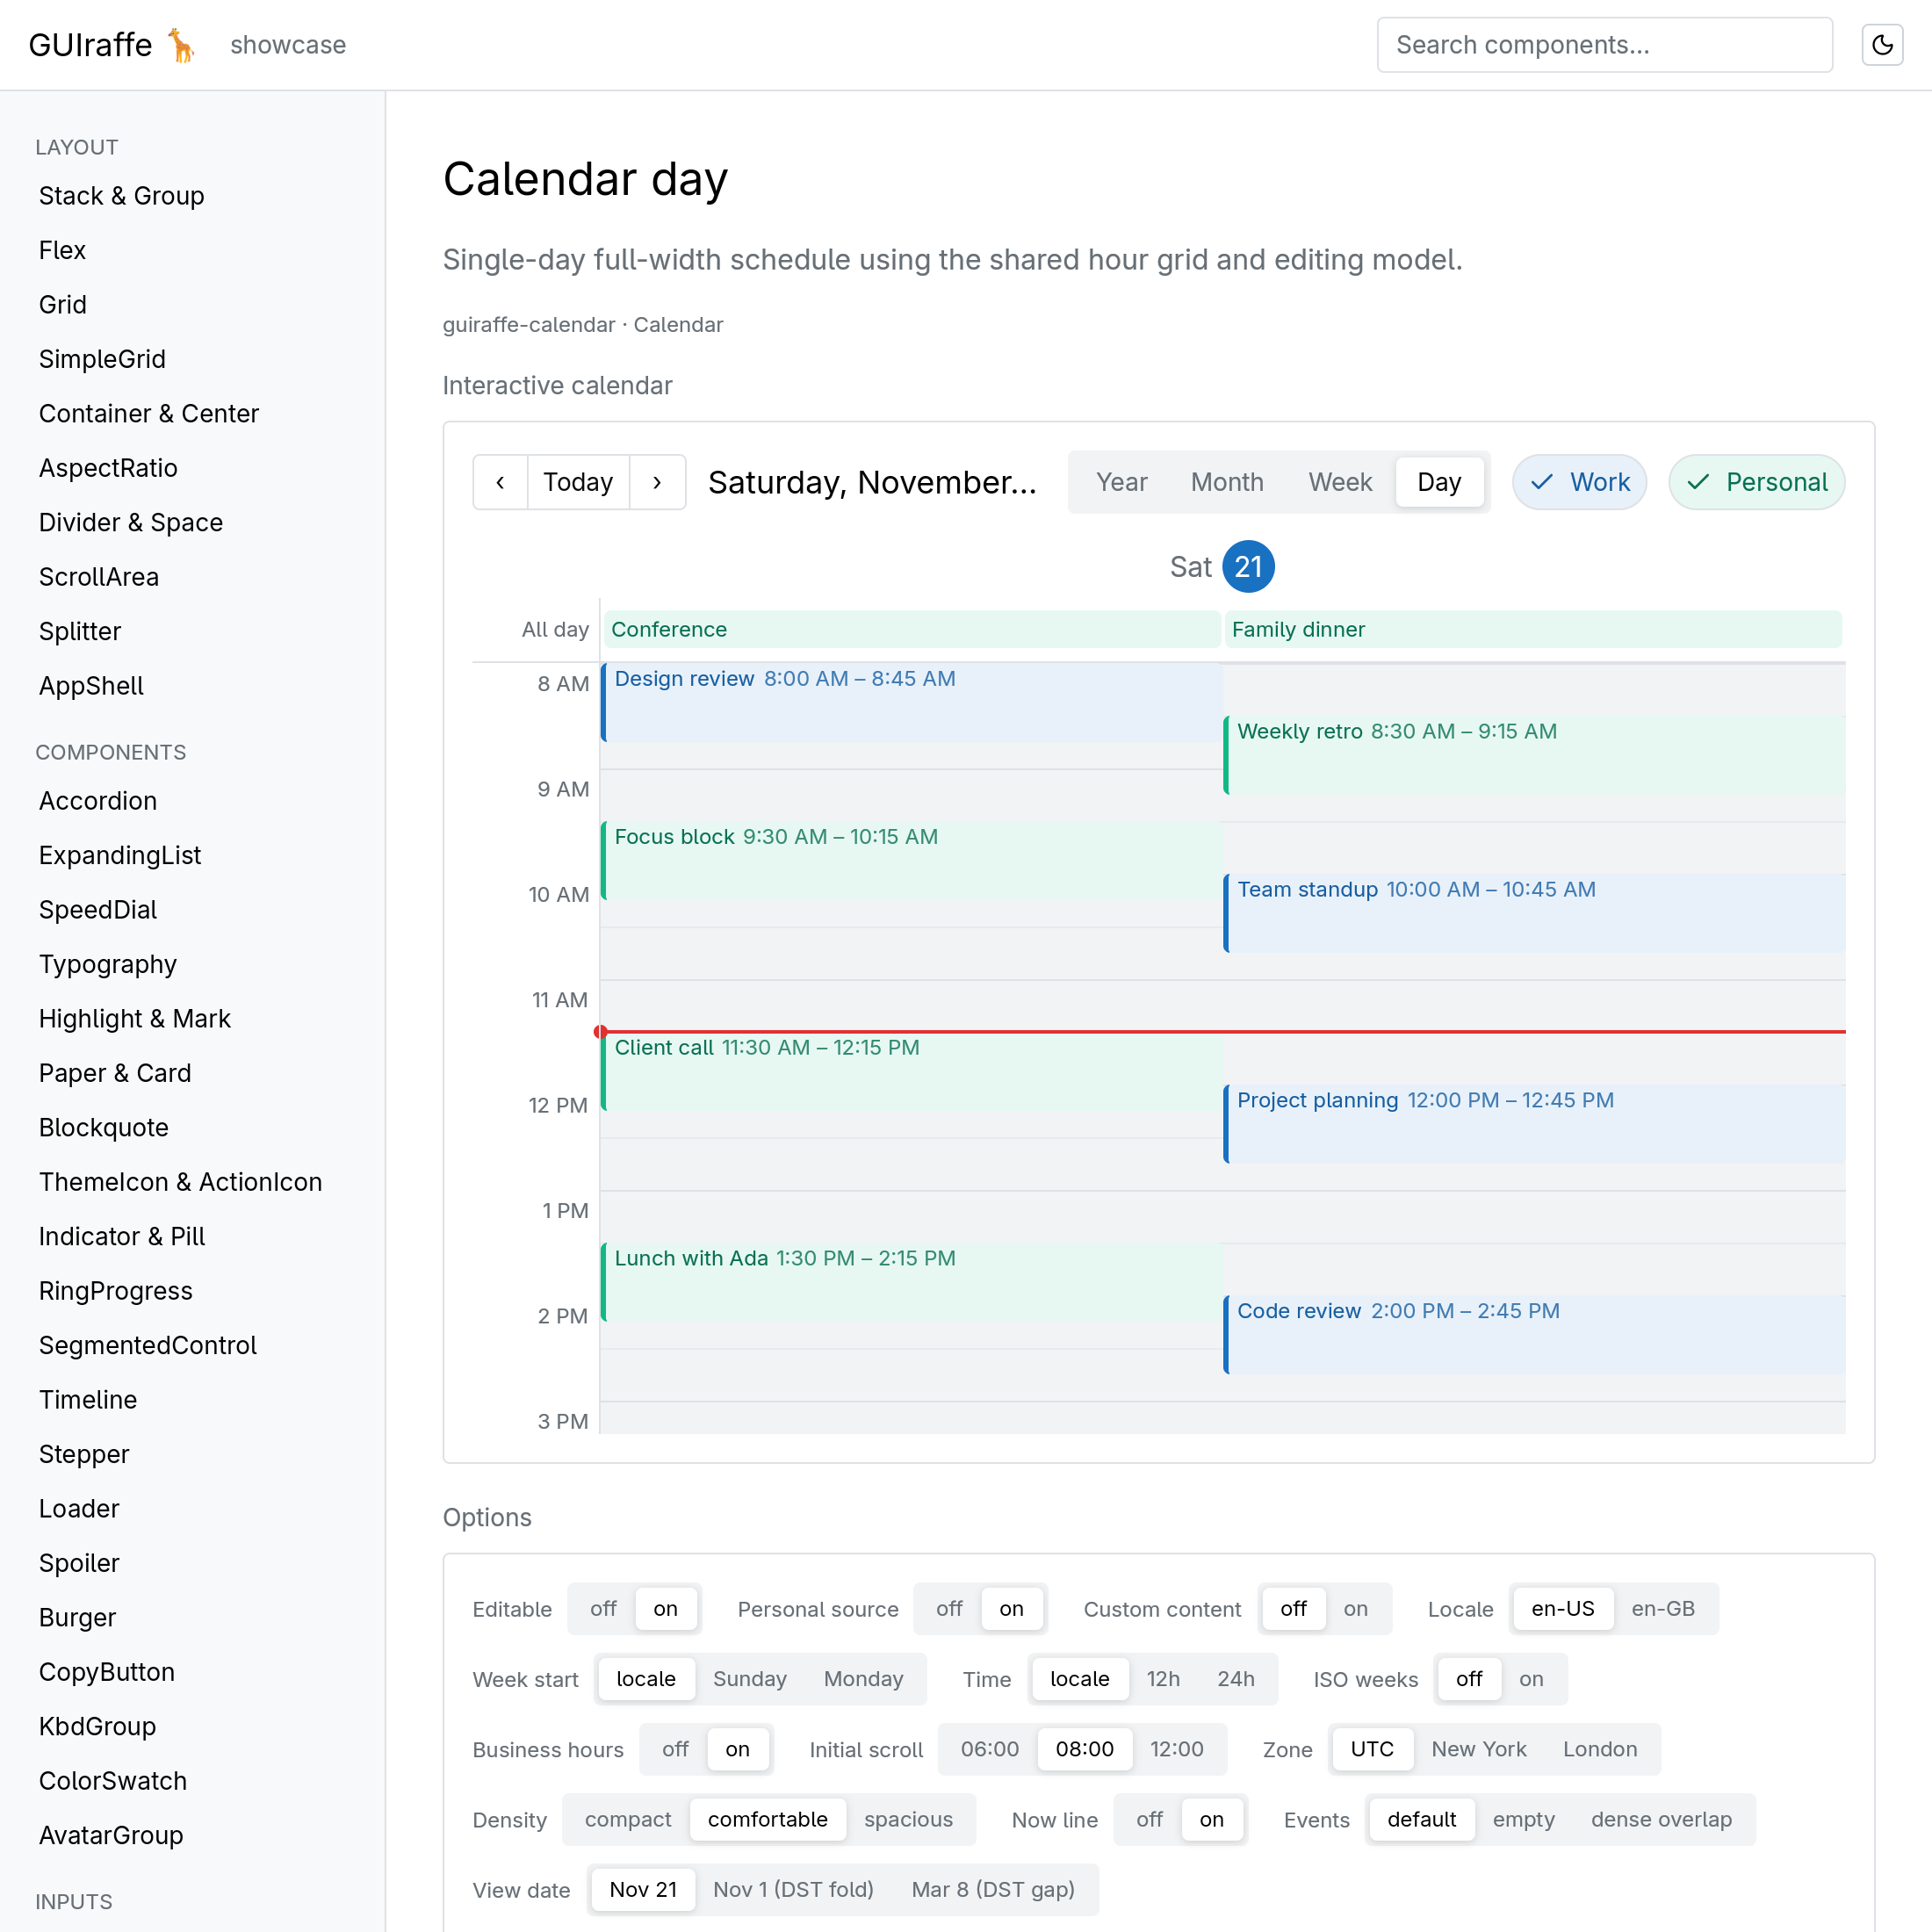 GUIraffe 🦒 showcase
Search components...
LAYOUT
Stack & Group
Flex
Grid
SimpleGrid
Container & Center
AspectRatio
Divider & Space
ScrollArea
Splitter
AppShell
COMPONENTS
Accordion
ExpandingList
SpeedDial
Typography
Highlight & Mark
Paper & Card
Blockquote
ThemeIcon & ActionIcon
Indicator & Pill
RingProgress
SegmentedControl
Timeline
Stepper
Loader
Spoiler
Burger
CopyButton
KbdGroup
ColorSwatch
AvatarGroup
INPUTS
Calendar day
Single-day full-width schedule using the shared hour grid and editing model.
guiraffe-calendar · Calendar
Interactive calendar
‹ Today › Saturday, November... Year Month Week Day Work Personal
Sat 21
All day Conference Family dinner
8 AM Design review 8:00 AM – 8:45 AM
Weekly retro 8:30 AM – 9:15 AM
9 AM
Focus block 9:30 AM – 10:15 AM
10 AM Team standup 10:00 AM – 10:45 AM
11 AM
Client call 11:30 AM – 12:15 PM
12 PM Project planning 12:00 PM – 12:45 PM
1 PM
Lunch with Ada 1:30 PM – 2:15 PM
2 PM Code review 2:00 PM – 2:45 PM
3 PM
Options
Editable off on Personal source off on Custom content off on Locale en-US en-GB
Week start locale Sunday Monday Time locale 12h 24h ISO weeks off on
Business hours off on Initial scroll 06:00 08:00 12:00 Zone UTC New York London
Density compact comfortable spacious Now line off on Events default empty dense overlap
View date Nov 21 Nov 1 (DST fold) Mar 8 (DST gap)